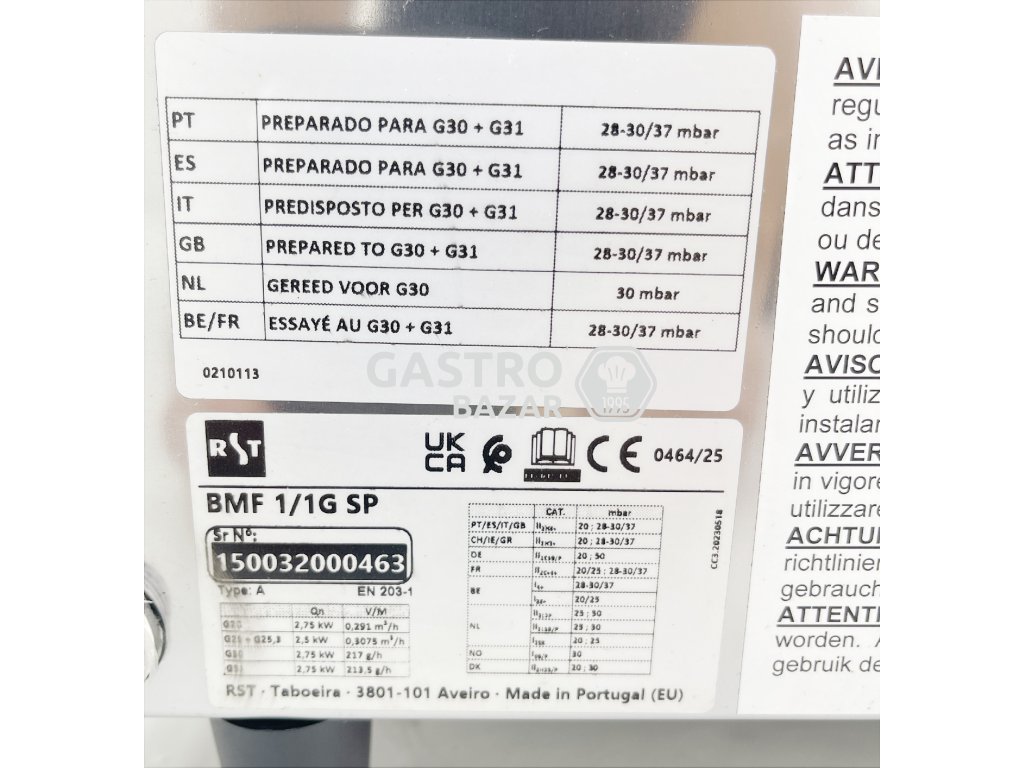 PT PREPARADO PARA G30 + G31 28-30/37 mbar
ES PREPARADO PARA G30 + G31 28-30/37 mbar
IT PREDISPOSTO PER G30 + G31 28-30/37 mbar
GB PREPARED TO G30 + G31 28-30/37 mbar
NL GEREED VOOR G30 30 mbar
BE/FR ESSAYÉ AU G30 + G31 28-30/37 mbar
0210113
GASTRO
BAZAR
1995
RST
UK
CA
CE 0464/25
BMF 1/1G SP
Sr Nº:
150032000463
Type: A EN 203-1
Qn V/M
G20 2,75 kW 0,291 m³/h
G25 + G25,3 2,5 kW 0,3075 m³/h
G30 2,75 kW 217 g/h
G31 2,75 kW 213,5 g/h
CAT. mbar
PT/ES/IT/GB 20 ; 28-30/37
CH/IE/GR 20 ; 28-30/37
DE 20 ; 50
FR 20/25 ; 28-30/37
BE 28-30/37
20/25
NL 25 ; 50
25 ; 30
20 ; 25
NO 30
DK 20 ; 30
CC3.20230518
RST · Taboeira · 3801-101 Aveiro · Made in Portugal (EU)
AVI
regu
as in
ATT
dans
ou de
WAR
and s
should
AVISO
y utiliz
instalar
AVVER
in vigore
utilizzare
ACHTUN
richtlinien
gebrauch
ATTENTI
worden. A
gebruik de